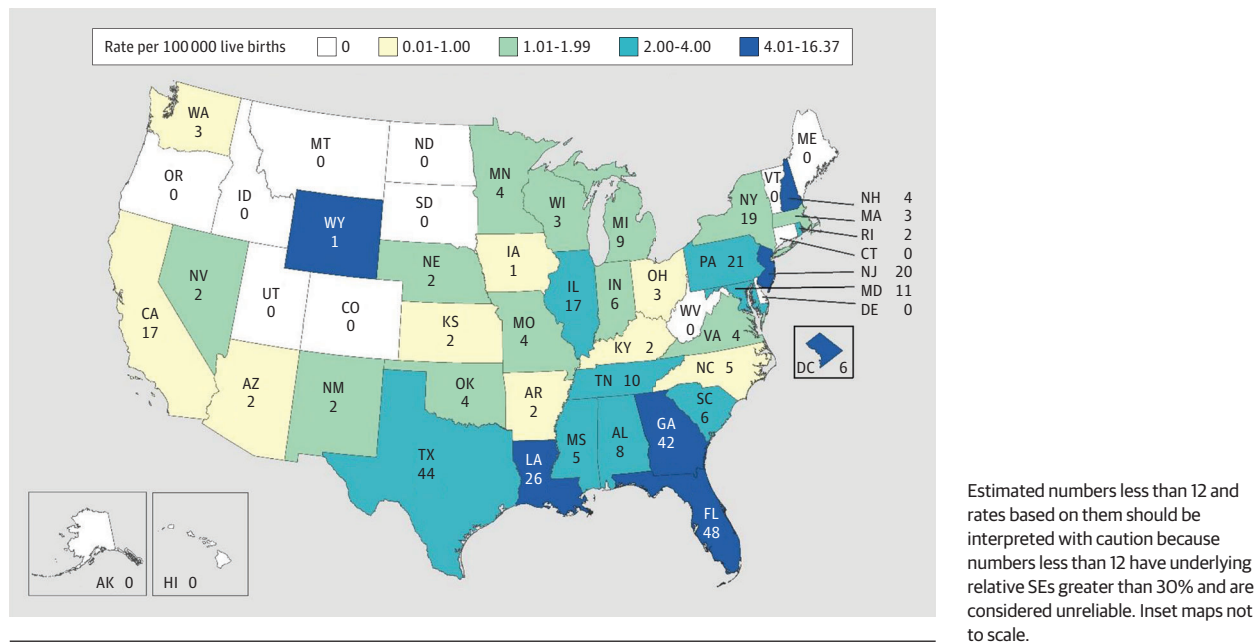 Rate per 100 000 live births 0 0.01-1.00 1.01-1.99 2.00-4.00 4.01-16.37
WA
3
MT
0
ND
0
ME
0
OR
0
ID
0
MN
4
VT
0
SD
0
WI
3
MI
9
NY
19
NH 4
MA 3
RI 2
CT 0
NJ 20
MD 11
DE 0
WY
1
IA
1
NE
2
PA 21
NV
2
UT
0
CO
0
IL
17
IN
6
OH
3
WV
0
CA
17
KS
2
MO
4
KY 2
VA 4
DC 6
AZ
2
NM
2
OK
4
AR
2
TN 10
NC 5
SC
6
TX
44
LA
26
MS
5
AL
8
GA
42
FL
48
AK 0
HI 0
Estimated numbers less than 12 and
rates based on them should be
interpreted with caution because
numbers less than 12 have underlying
relative SEs greater than 30% and are
considered unreliable. Inset maps not
to scale.